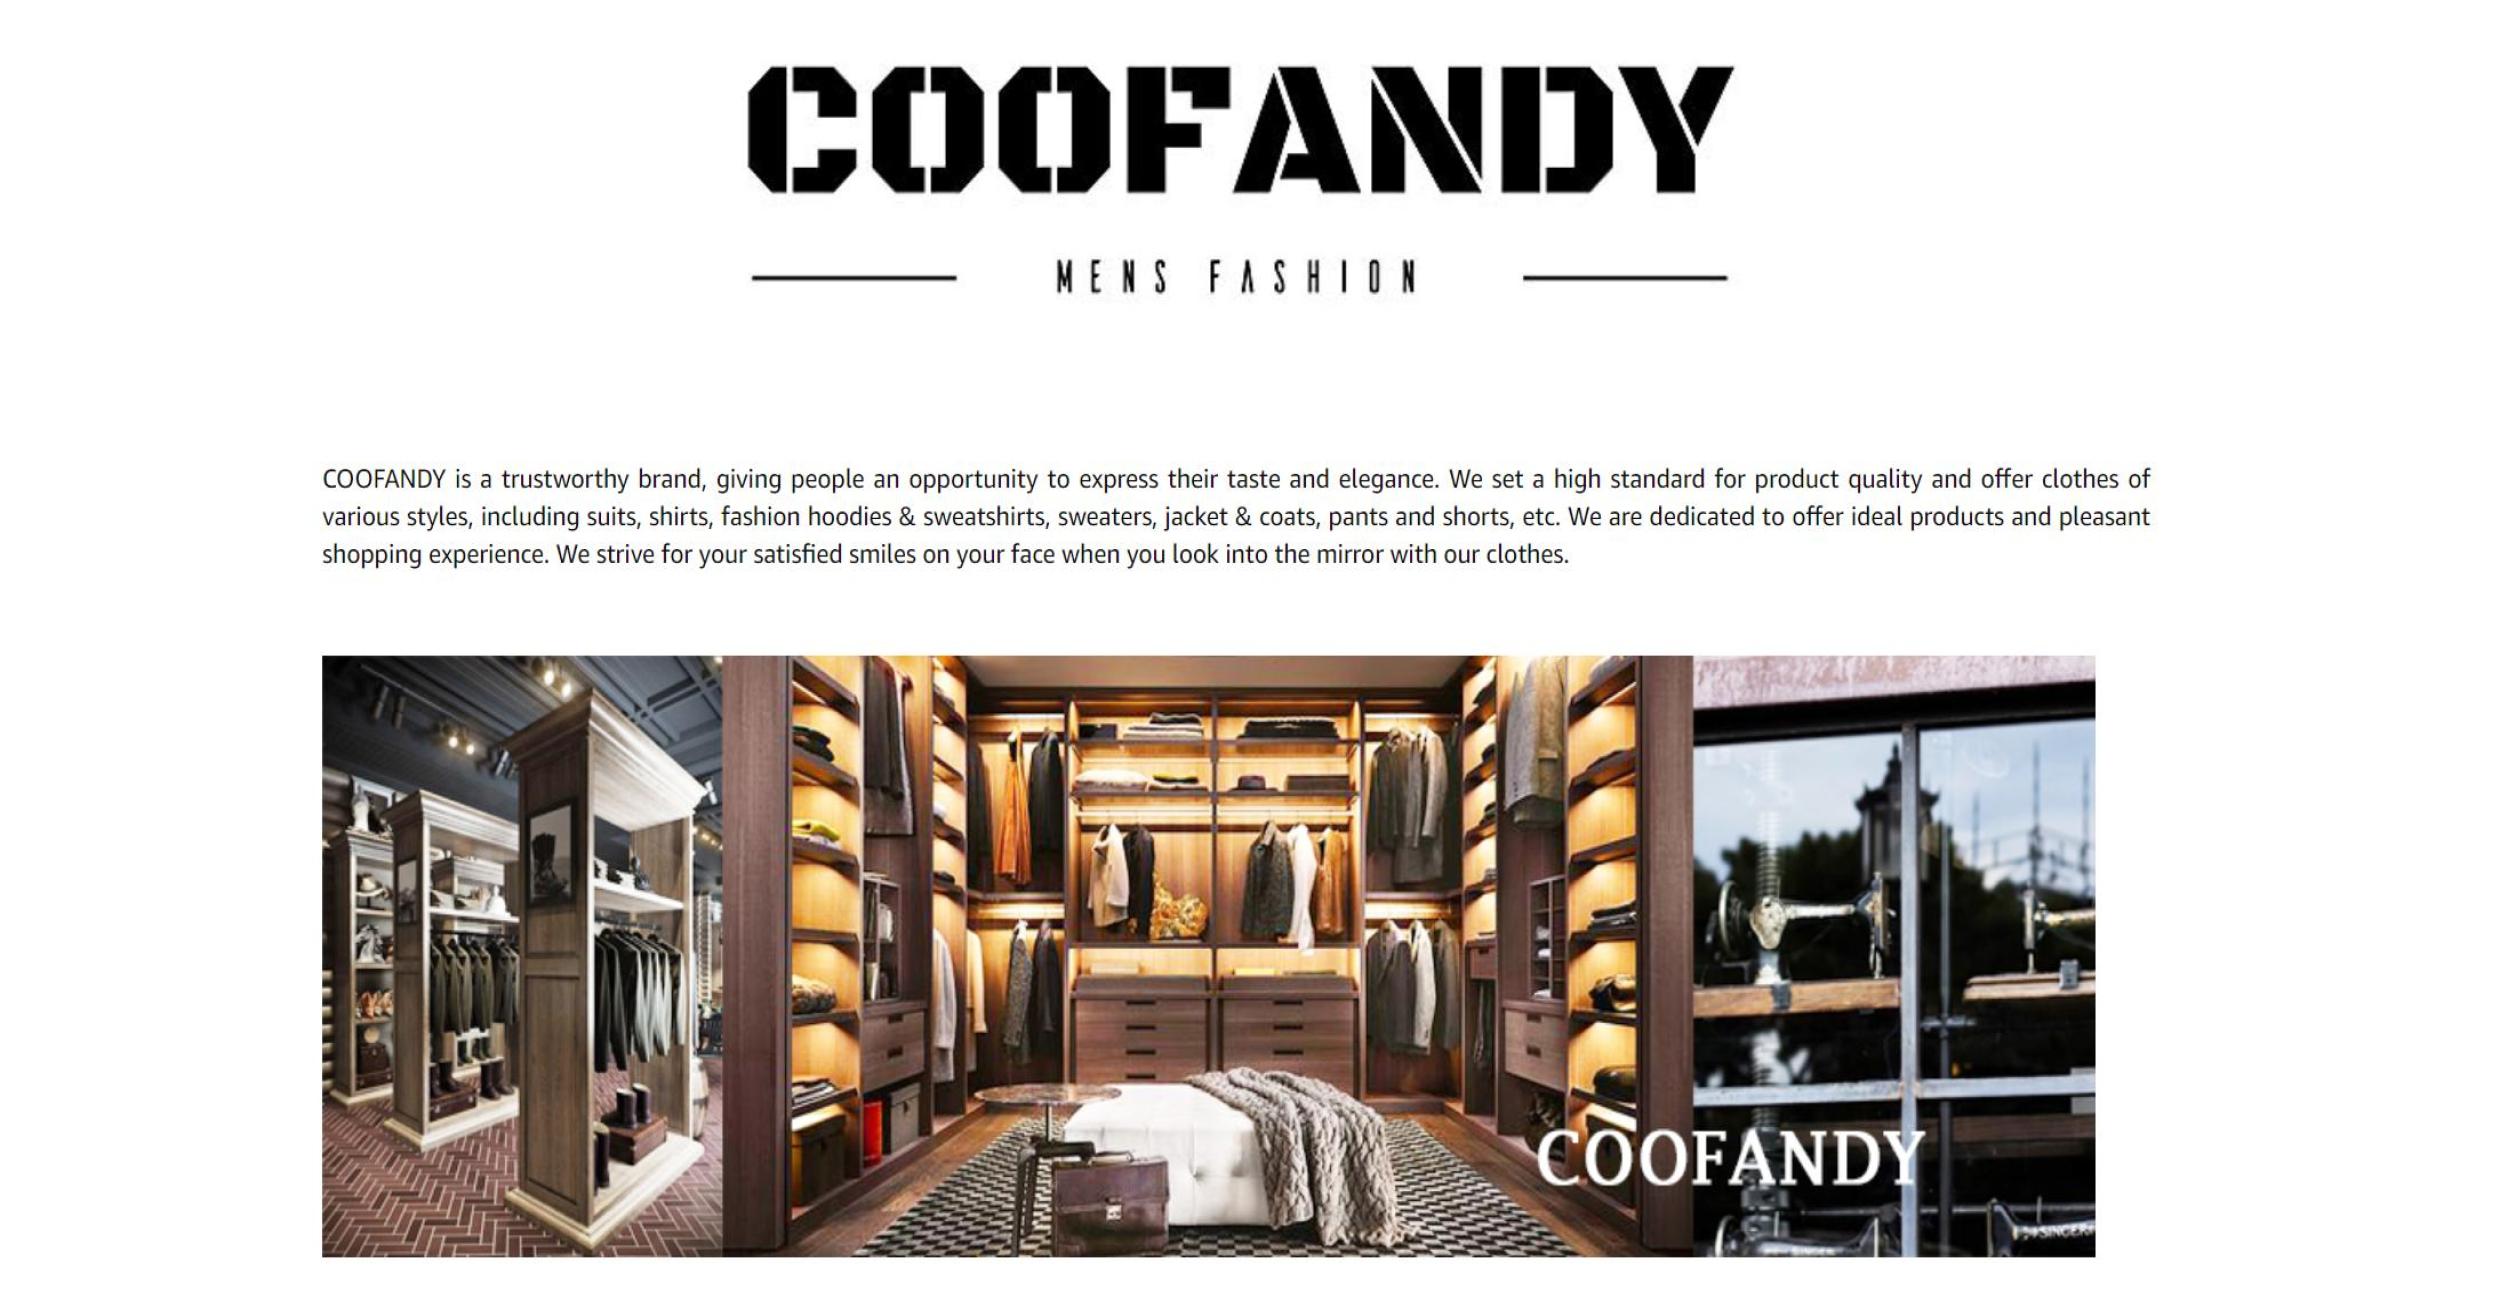 COOFANDY
MENS FASHION
COOFANDY is a trustworthy brand, giving people an opportunity to express their taste and elegance. We set a high standard for product quality and offer clothes of
various styles, including suits, shirts, fashion hoodies & sweatshirts, sweaters, jacket & coats, pants and shorts, etc. We are dedicated to offer ideal products and pleasant
shopping experience. We strive for your satisfied smiles on your face when you look into the mirror with our clothes.
COOFANDY
SINGER
SINGER